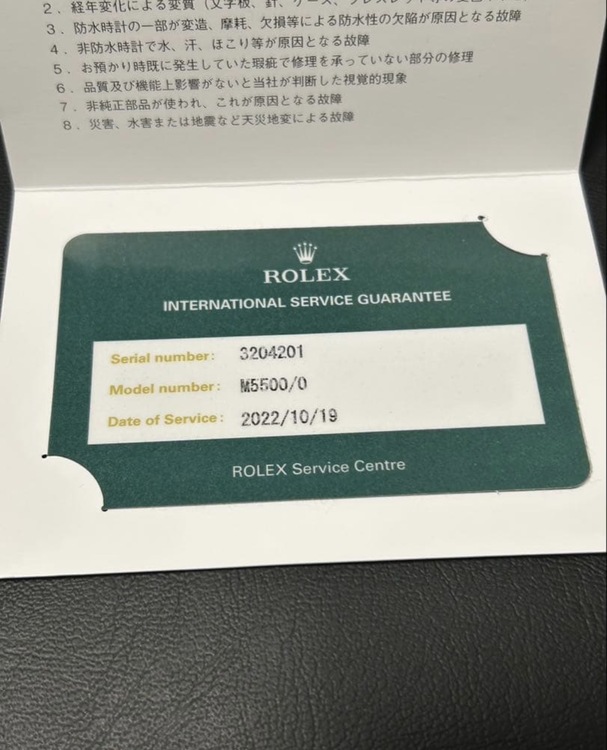 2．経年変化による変質（文字板、針、ケース、ブレスレット
3．防水時計の一部が変造、摩耗、欠損等による防水性の欠陥が原因となる故障
4．非防水時計で水、汗、ほこり等が原因となる故障
5．お預かり時既に発生していた瑕疵で修理を承っていない部分の修理
6．品質及び機能上影響がないと当社が判断した視覚的現象
7．非純正部品が使われ、これが原因となる故障
8．災害、水害または地震など天災地変による故障
ROLEX
INTERNATIONAL SERVICE GUARANTEE
Serial number: 3204201
Model number: M5500/0
Date of Service: 2022/10/19
ROLEX Service Centre